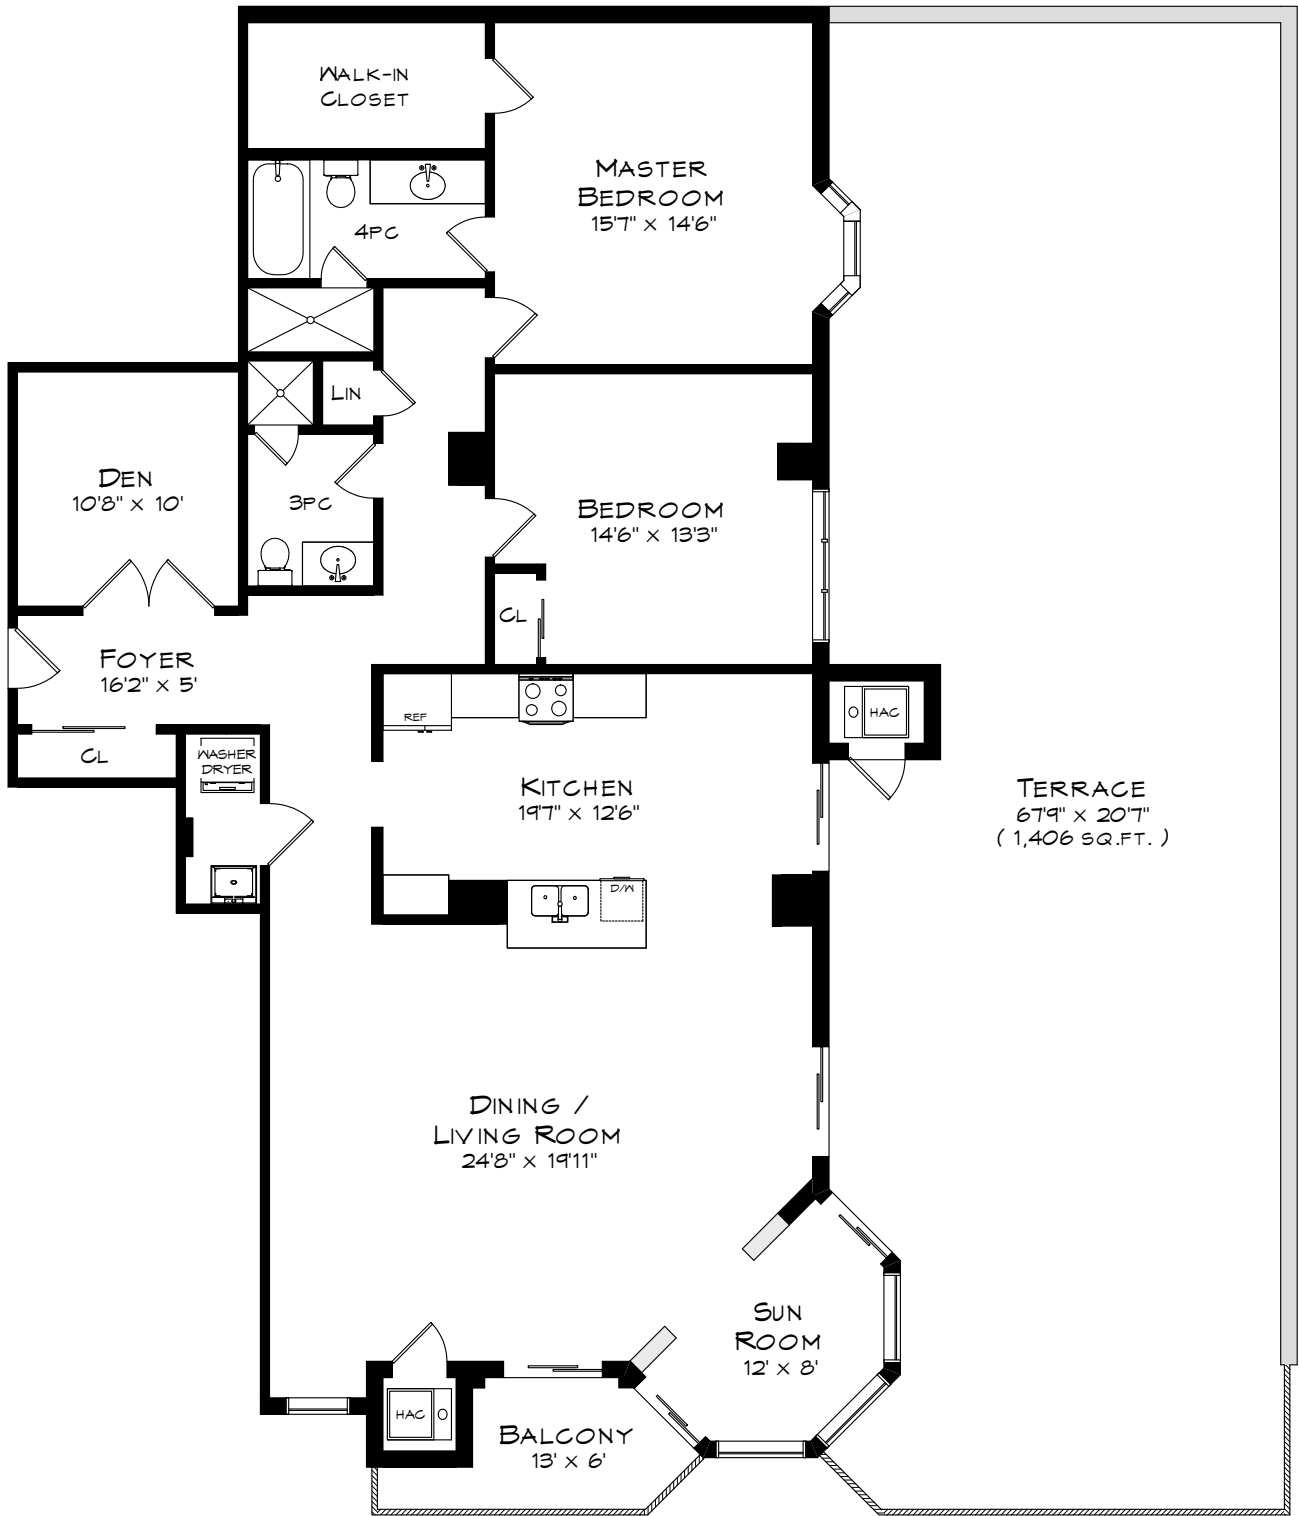 WALK-IN
CLOSET
MASTER
BEDROOM
15'7" x 14'6"
4PC
LIN
DEN
10'8" x 10'
3PC
BEDROOM
14'6" x 13'3"
CL
FOYER
16'2" x 5'
CL
REF
HAC
WASHER
DRYER
KITCHEN
19'7" x 12'6"
TERRACE
67'9" x 20'7"
( 1,406 SQ.FT. )
D/W
DINING /
LIVING ROOM
24'8" x 19'11"
SUN
ROOM
12' x 8'
HAC
BALCONY
13' x 6'